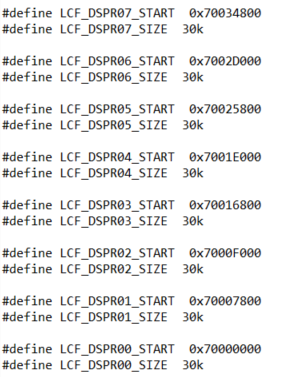 #define LCF_DSPR07_START 0x70034800
#define LCF_DSPR07_SIZE 30k
#define LCF_DSPR06_START 0x7002D000
#define LCF_DSPR06_SIZE 30k
#define LCF_DSPR05_START 0x70025800
#define LCF_DSPR05_SIZE 30k
#define LCF_DSPR04_START 0x7001E000
#define LCF_DSPR04_SIZE 30k
#define LCF_DSPR03_START 0x70016800
#define LCF_DSPR03_SIZE 30k
#define LCF_DSPR02_START 0x7000F000
#define LCF_DSPR02_SIZE 30k
#define LCF_DSPR01_START 0x70007800
#define LCF_DSPR01_SIZE 30k
#define LCF_DSPR00_START 0x70000000
#define LCF_DSPR00_SIZE 30k